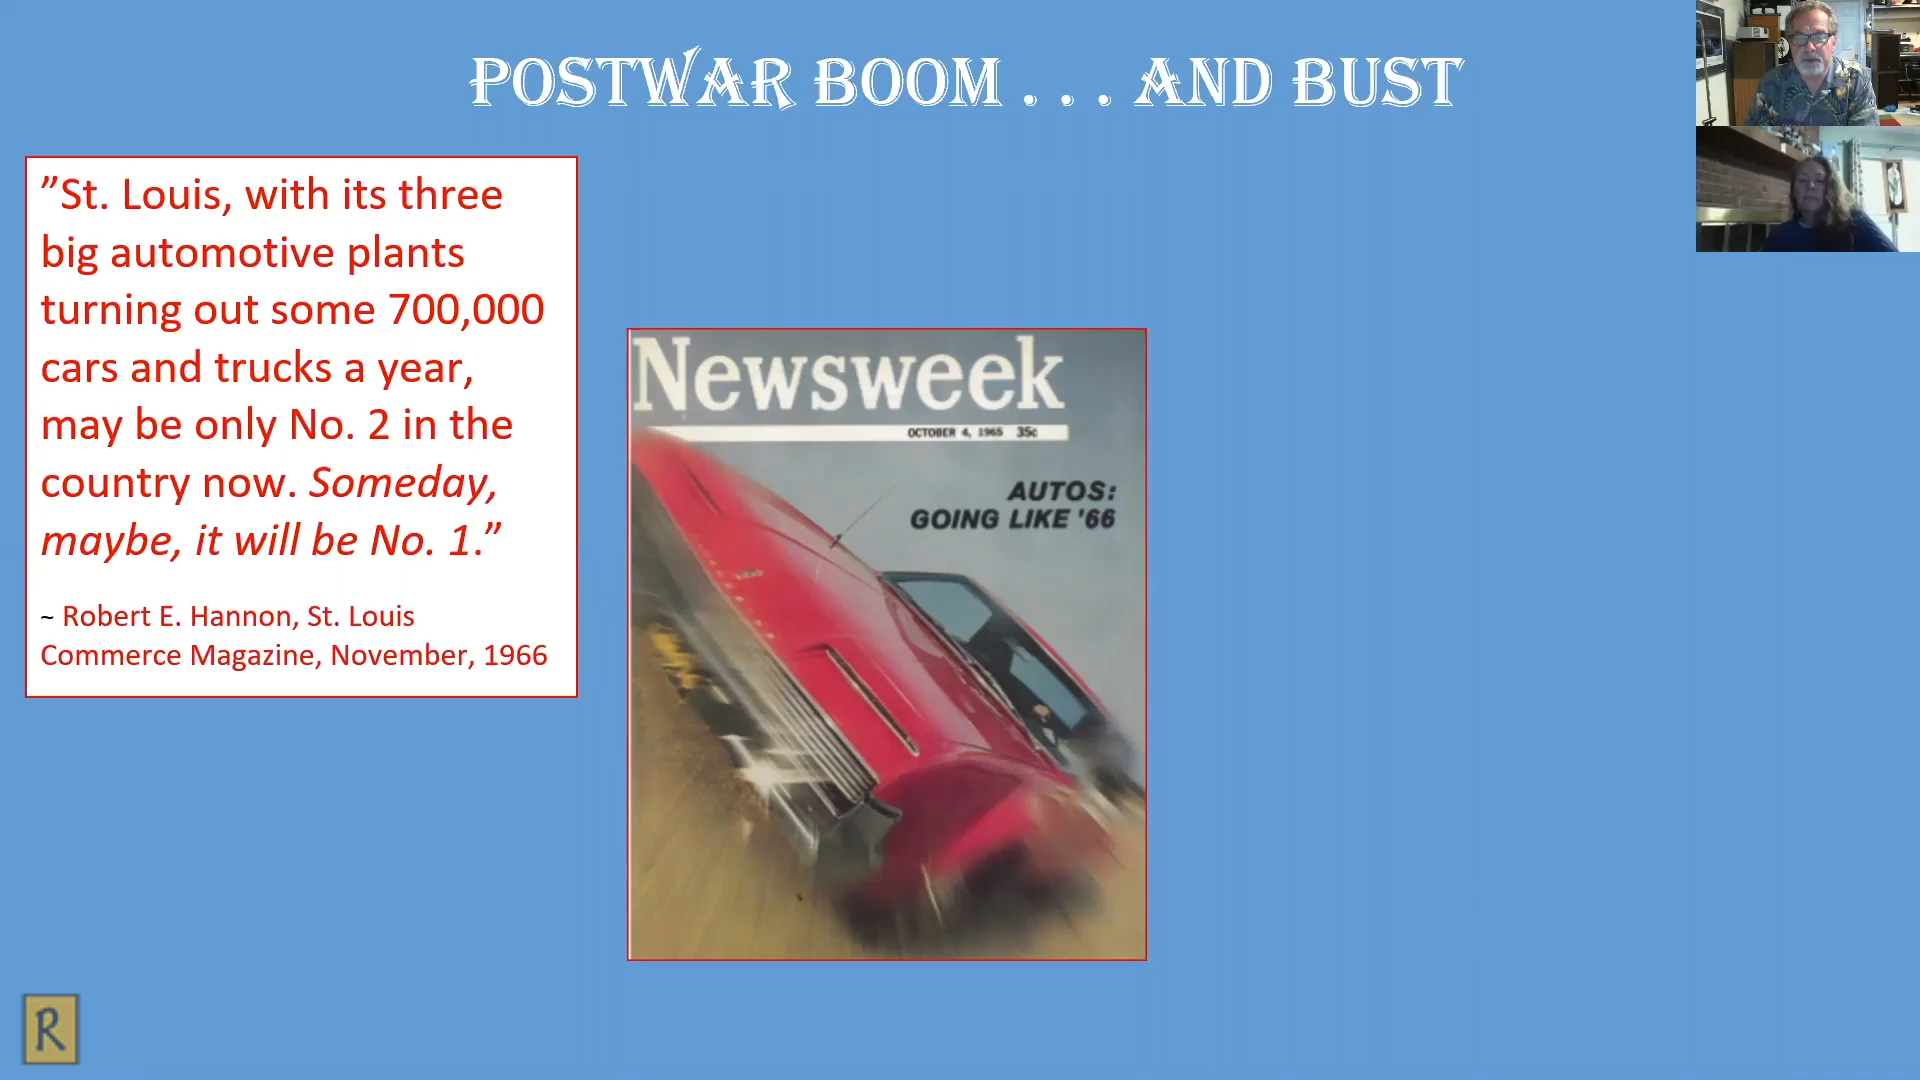 POSTWAR BOOM . . . AND BUST
”St. Louis, with its three
big automotive plants
turning out some 700,000
cars and trucks a year,
may be only No. 2 in the
country now. Someday,
maybe, it will be No. 1.”
~ Robert E. Hannon, St. Louis
Commerce Magazine, November, 1966
Newsweek
OCTOBER 4, 1965 35c
AUTOS:
GOING LIKE '66
R